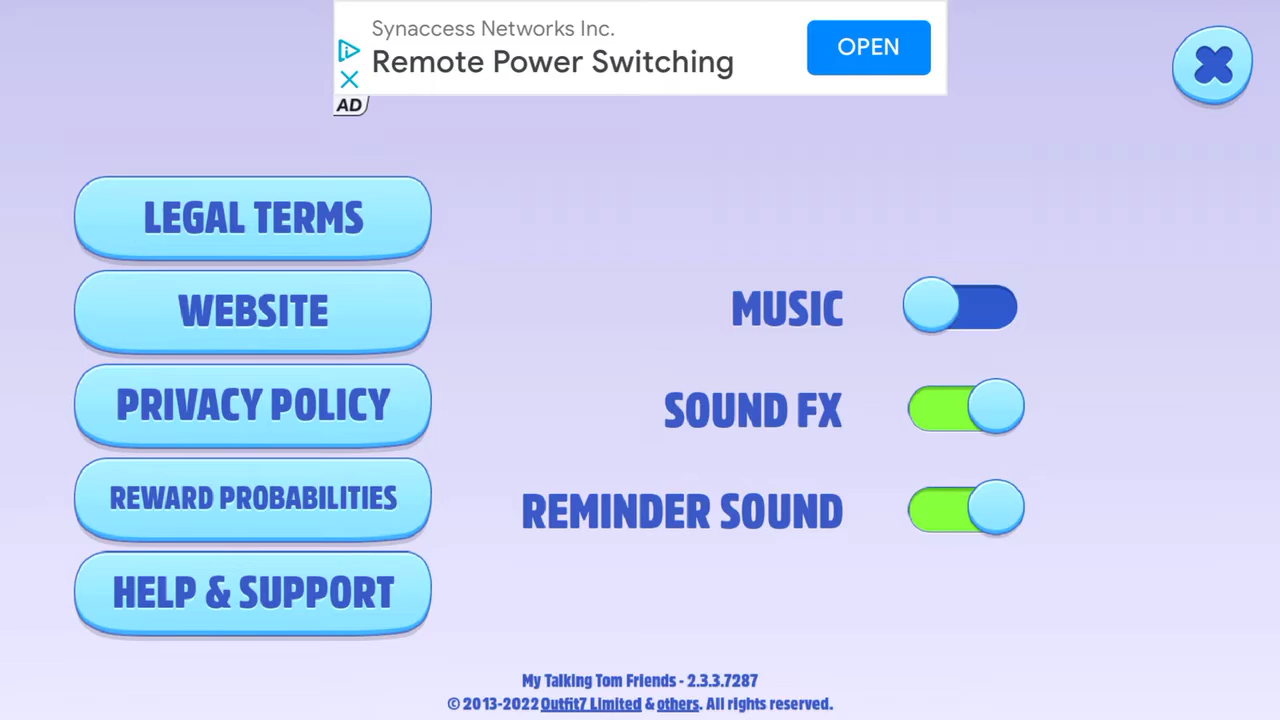 Synaccess Networks Inc.
Remote Power Switching
OPEN
AD
LEGAL TERMS
WEBSITE
PRIVACY POLICY
REWARD PROBABILITIES
HELP & SUPPORT
MUSIC
SOUND FX
REMINDER SOUND
My Talking Tom Friends - 2.3.3.7287
© 2013-2022 Outfit7 Limited & others. All rights reserved.